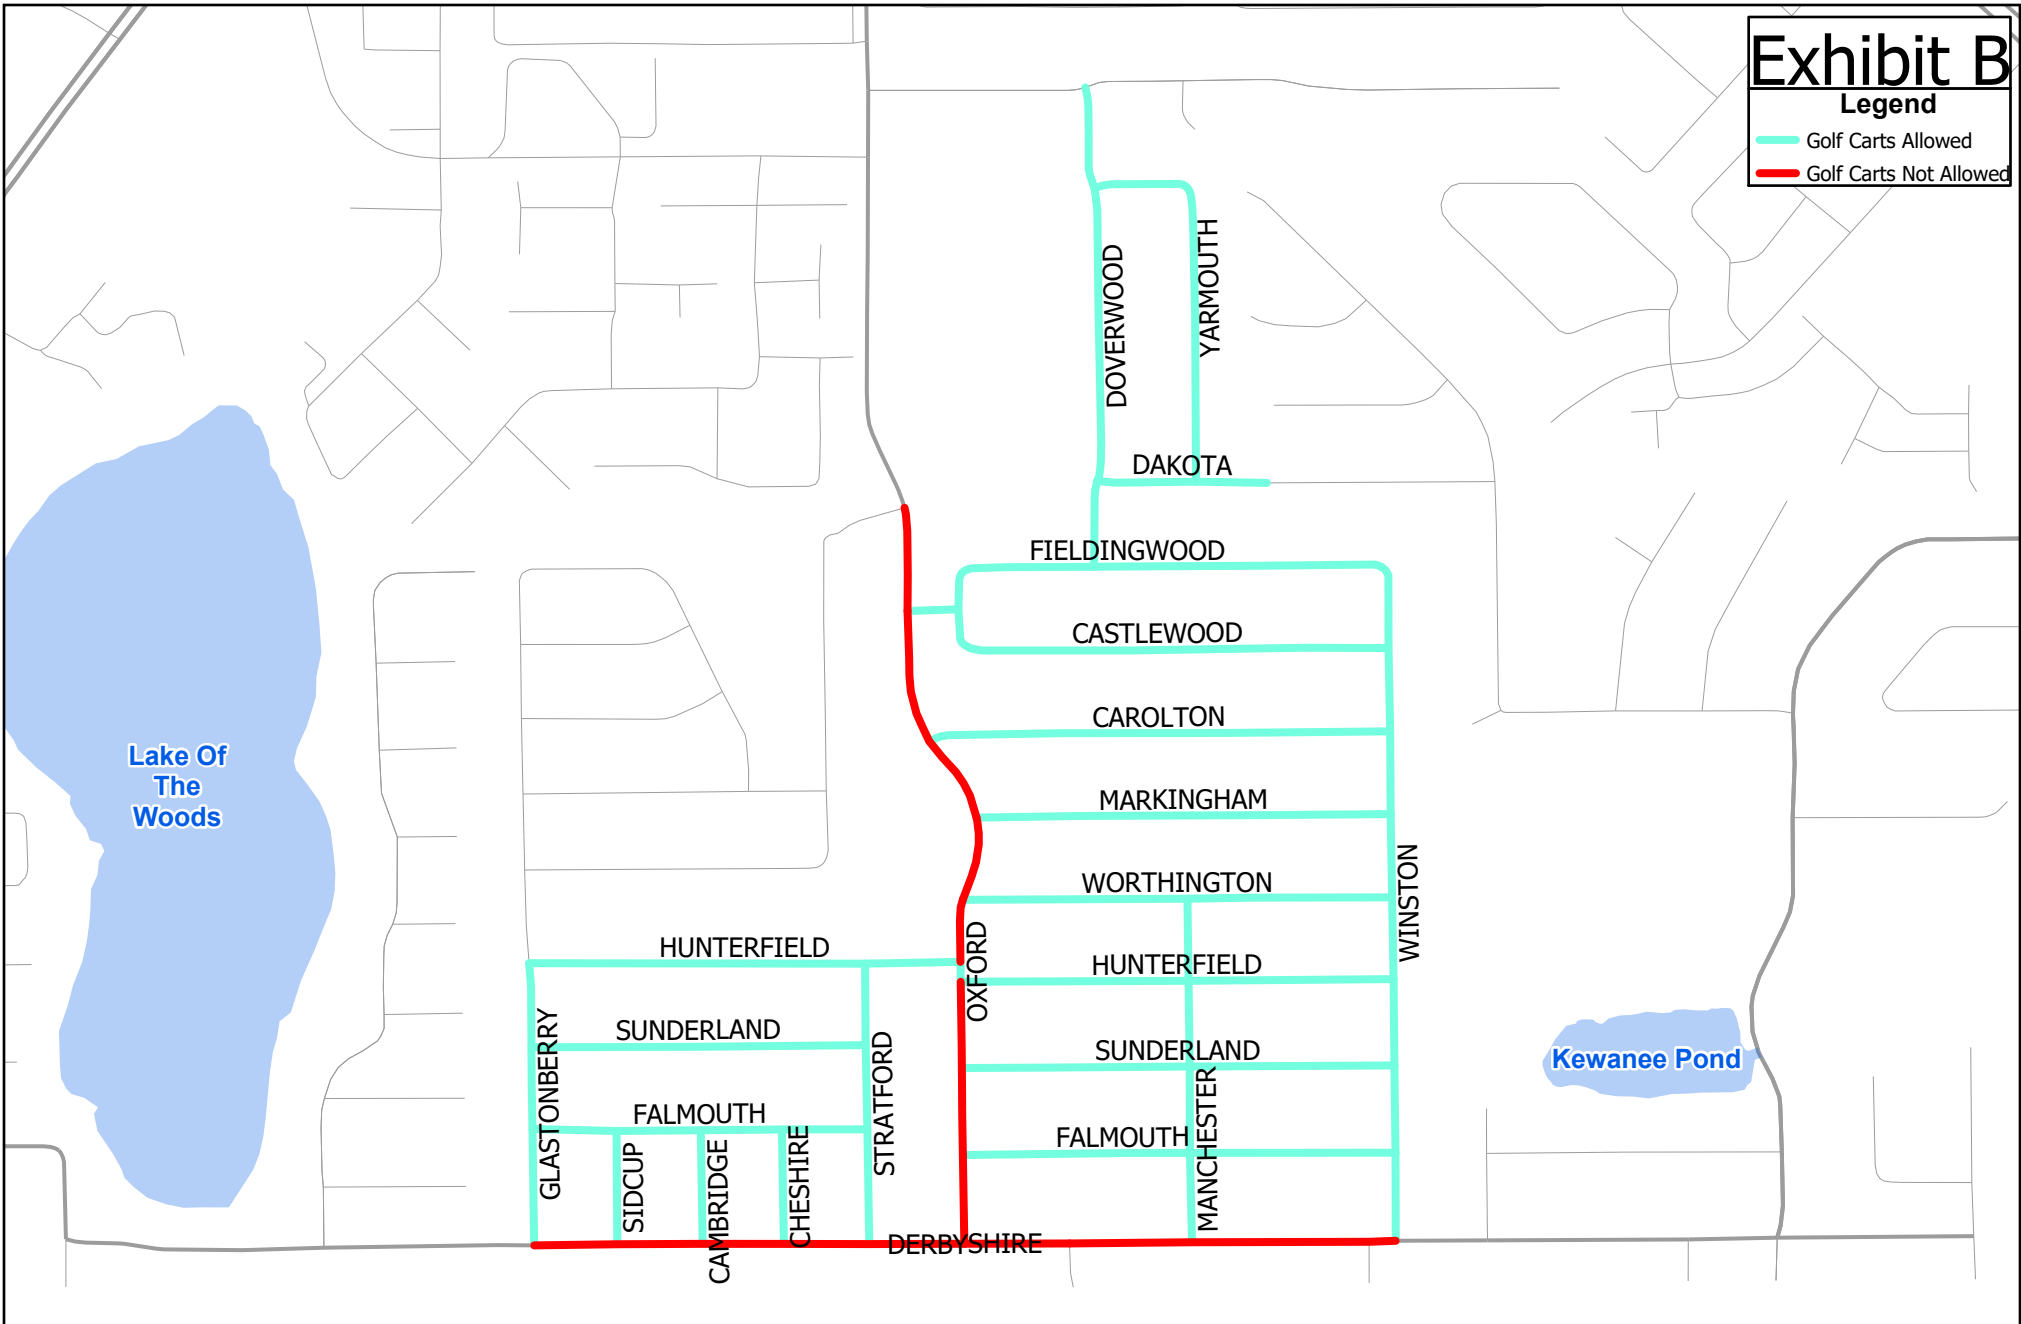 Exhibit B
Legend
Golf Carts Allowed
Golf Carts Not Allowed
YARMOUTH
DOVERWOOD
DAKOTA
FIELDINGWOOD
CASTLEWOOD
CAROLTON
Lake Of
The
Woods
MARKINGHAM
WORTHINGTON
WINSTON
HUNTERFIELD
OXFORD
HUNTERFIELD
SUNDERLAND
SUNDERLAND
Kewanee Pond
GLASTONBERRY
STRATFORD
FALMOUTH
MANCHESTER
FALMOUTH
SIDCUP
CAMBRIDGE
CHESHIRE
DERBYSHIRE